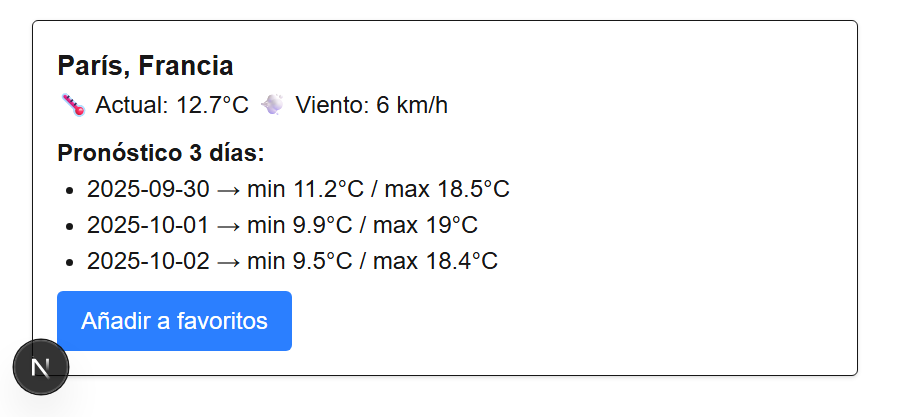 París, Francia
🌡️ Actual: 12.7°C 💨 Viento: 6 km/h
Pronóstico 3 días:
• 2025-09-30 → min 11.2°C / max 18.5°C
• 2025-10-01 → min 9.9°C / max 19°C
• 2025-10-02 → min 9.5°C / max 18.4°C
Añadir a favoritos
N